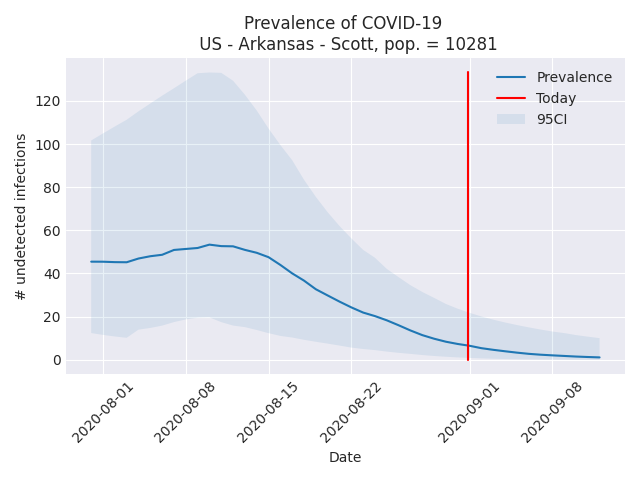 Prevalence of COVID-19
US - Arkansas - Scott, pop. = 10281
Prevalence
Today
95CI
# undetected infections
120
100
80
60
40
20
0
2020-08-01
2020-08-08
2020-08-15
2020-08-22
2020-09-01
2020-09-08
Date